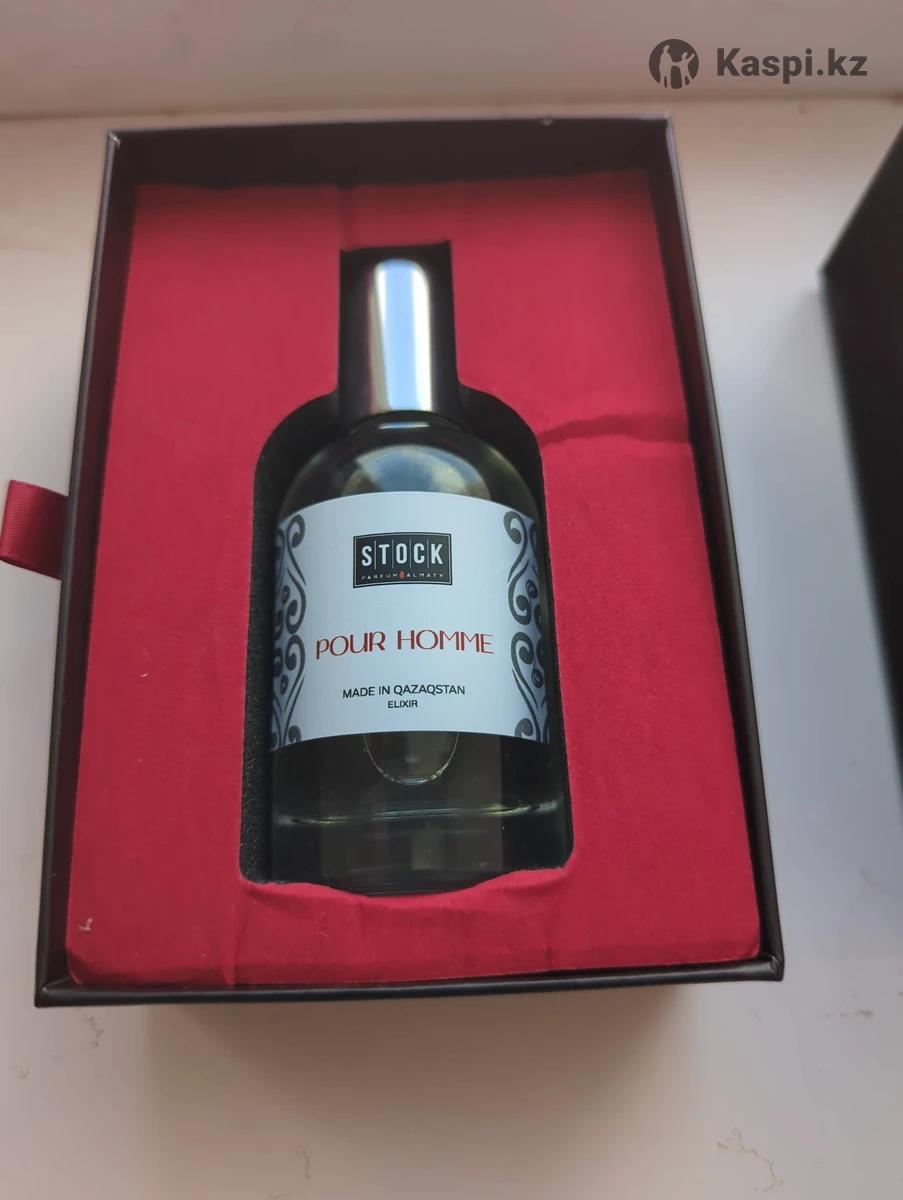 Kaspi.kz
STOCK
PARFUM ALMATY
POUR HOMME
MADE IN QAZAQSTAN
ELIXIR